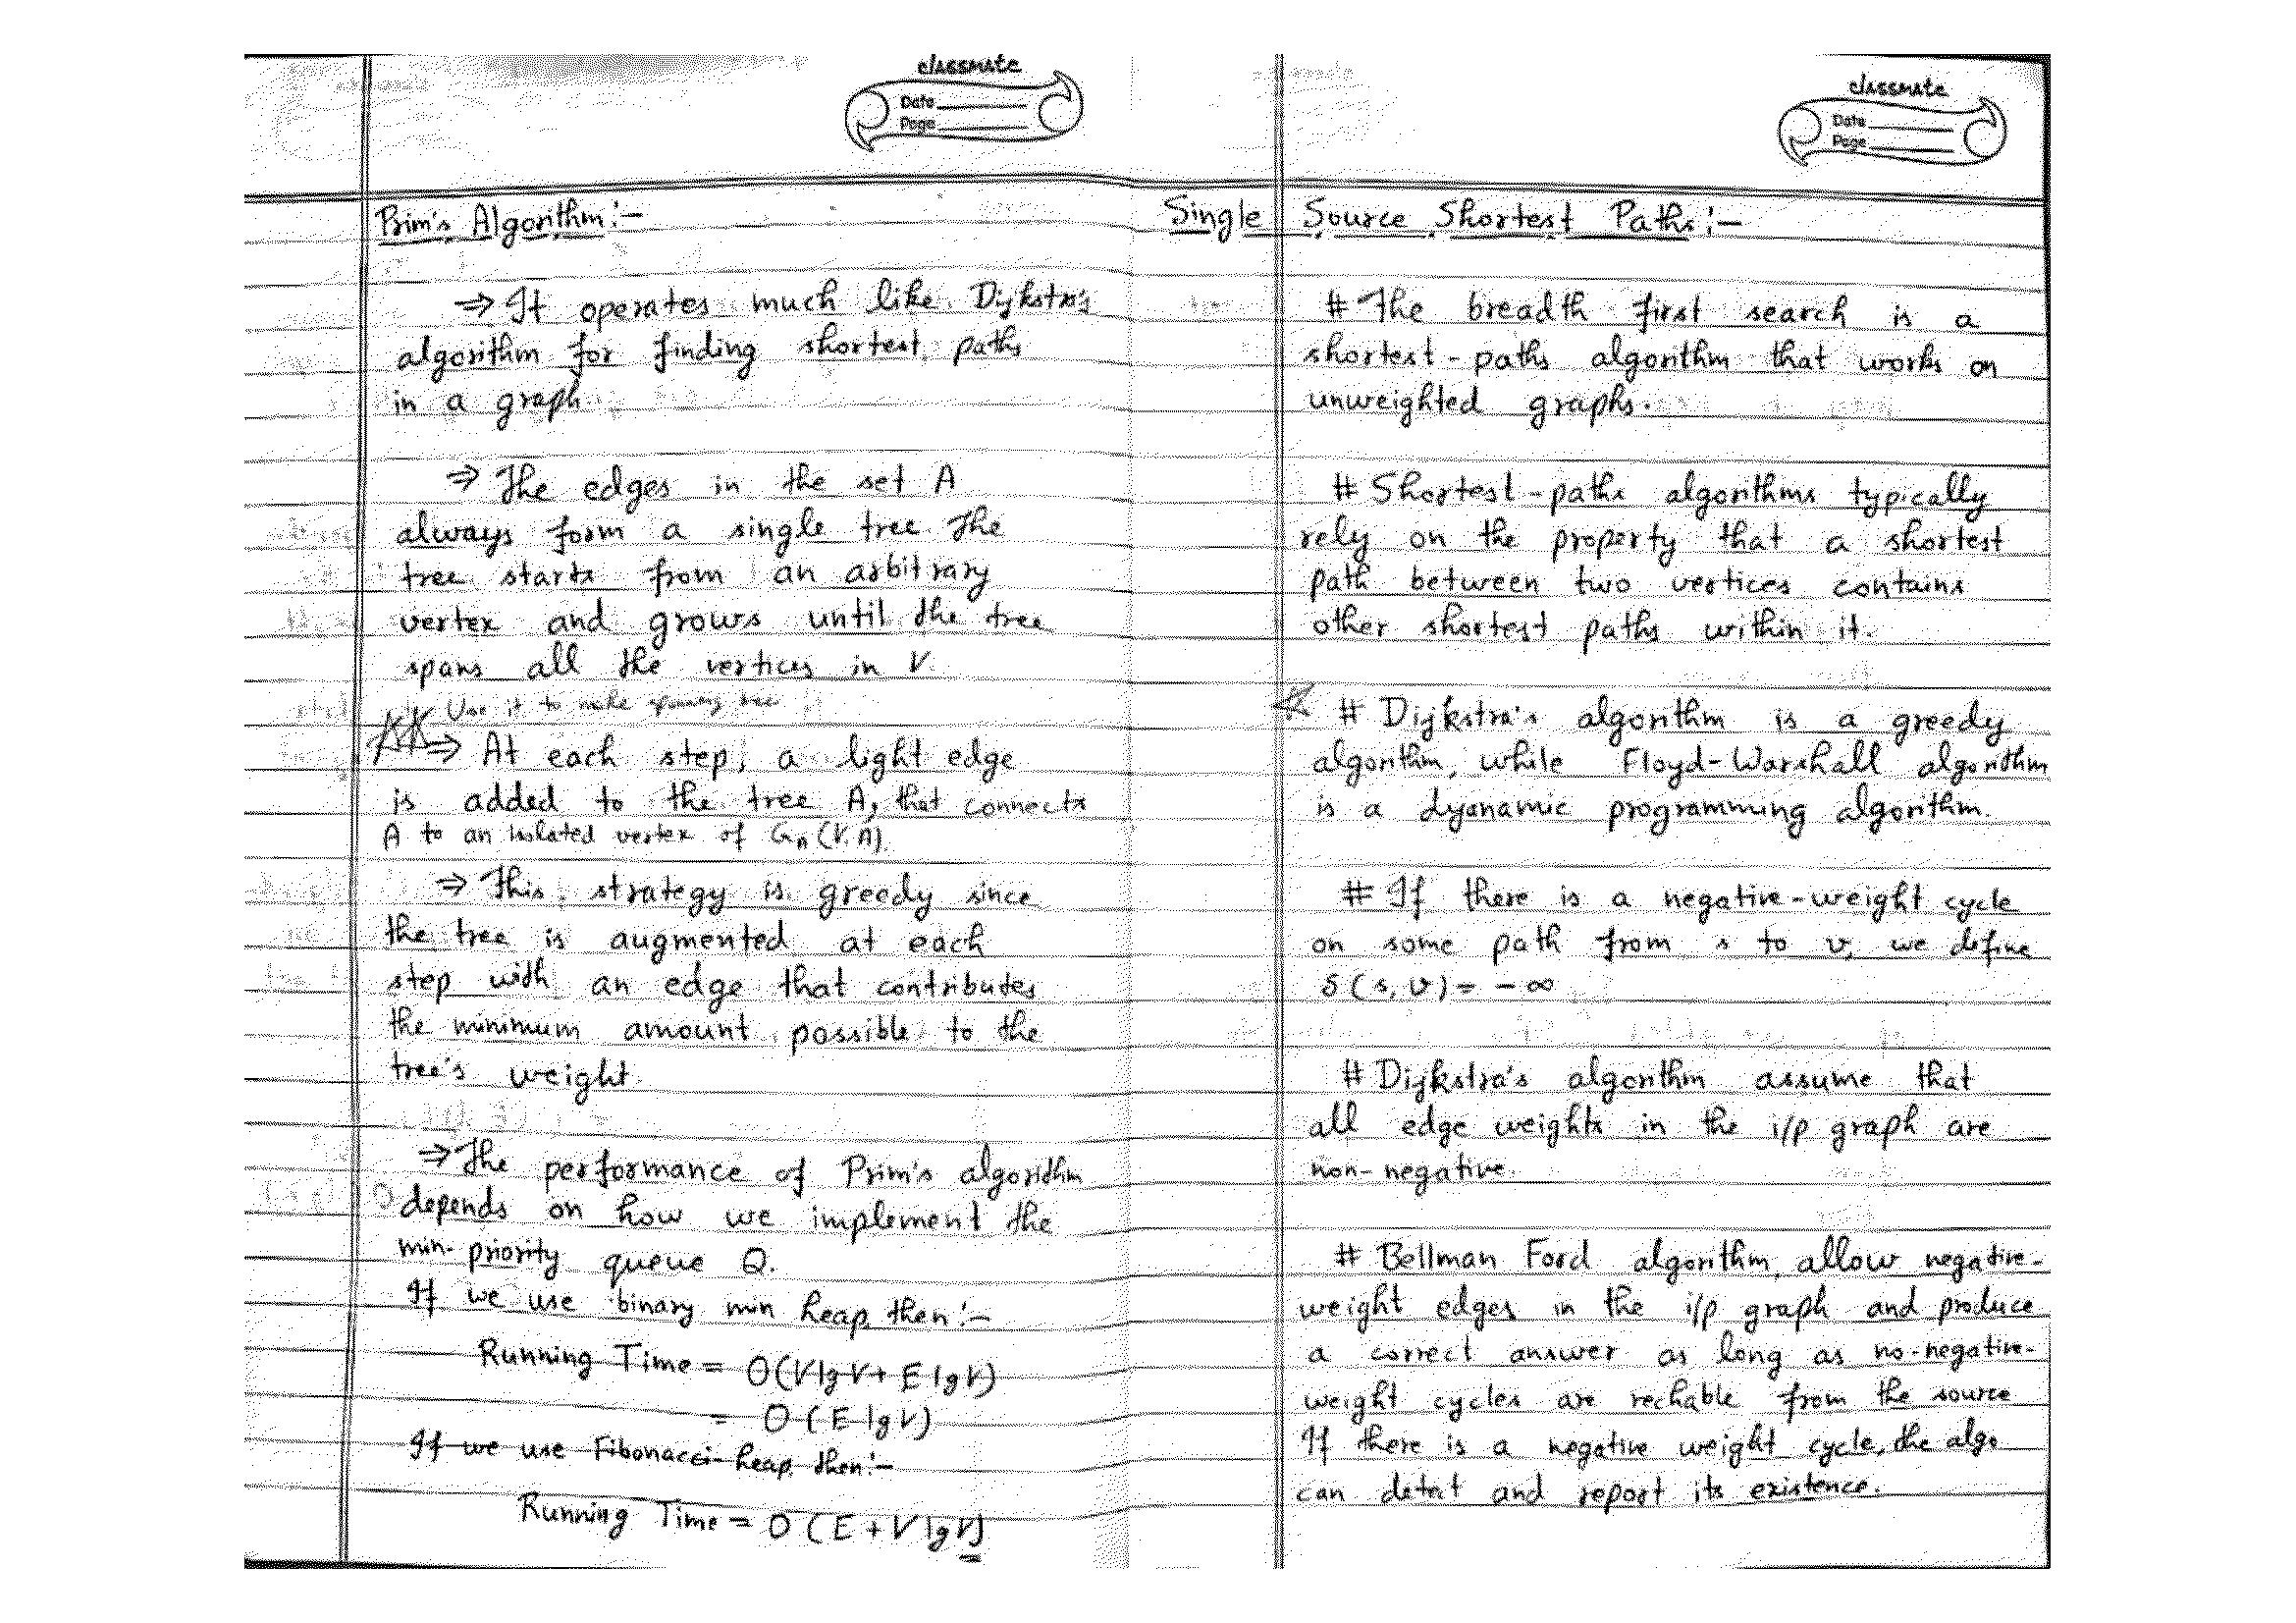 classmate
Date
Page
Prim's Algorithm:-
⇒ It operates much like Dijkstra's
algorithm for finding shortest paths
in a graph
⇒ The edges in the set A
always form a single tree The
tree starts from an arbitrary
vertex and grows until the tree
spans all the vertices in V.
Use it to make spanning tree
⇒ At each step, a light edge
is added to the tree A, that connects
A to an isolated vertex of G_A (V, A).
⇒ This strategy is greedy since
the tree is augmented at each
step with an edge that contributes
the minimum amount possible to the
tree's weight
⇒ The performance of Prim's algorithm
depends on how we implement the
min-priority queue Q.
If we use binary min heap then:-
Running Time = O(V lg V + E lg V)
= O (E lg V)
If we use Fibonacci heap then:-
Running Time = O (E + V lg V)
classmate
Date
Page
Single Source Shortest Paths:-
# The breadth first search is a
shortest-paths algorithm that works on
unweighted graphs.
# Shortest-paths algorithms typically
rely on the property that a shortest
path between two vertices contains
other shortest paths within it.
# Dijkstra's algorithm is a greedy
algorithm, while Floyd-Warshall algorithm
is a dyanamic programming algorithm.
# If there is a negative-weight cycle
on some path from s to v, we define
δ (s, v) = - ∞
# Dijkstra's algorithm assume that
all edge weights in the i/p graph are
non-negative.
# Bellman Ford algorithm, allow negative-
weight edges in the i/p graph and produce
a correct answer as long as no-negative-
weight cycles are rechable from the source
If there is a negative weight cycle, the algo
can detect and report its existence.